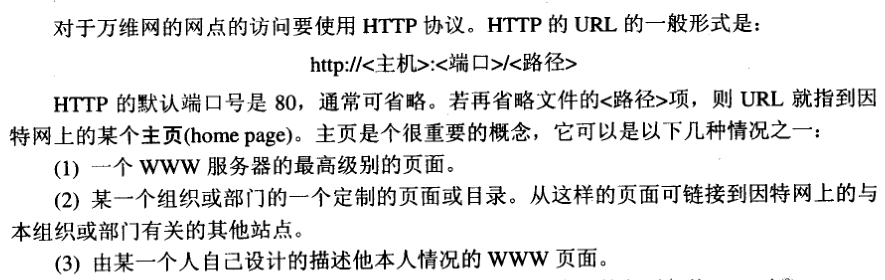 对于万维网的网点的访问要使用 HTTP 协议。HTTP 的 URL 的一般形式是：
http://<主机>:<端口>/<路径>
HTTP 的默认端口号是 80，通常可省略。若再省略文件的<路径>项，则 URL 就指到因
特网上的某个主页(home page)。主页是个很重要的概念，它可以是以下几种情况之一：
(1) 一个 WWW 服务器的最高级别的页面。
(2) 某一个组织或部门的一个定制的页面或目录。从这样的页面可链接到因特网上的与
本组织或部门有关的其他站点。
(3) 由某一个人自己设计的描述他本人情况的 WWW 页面。